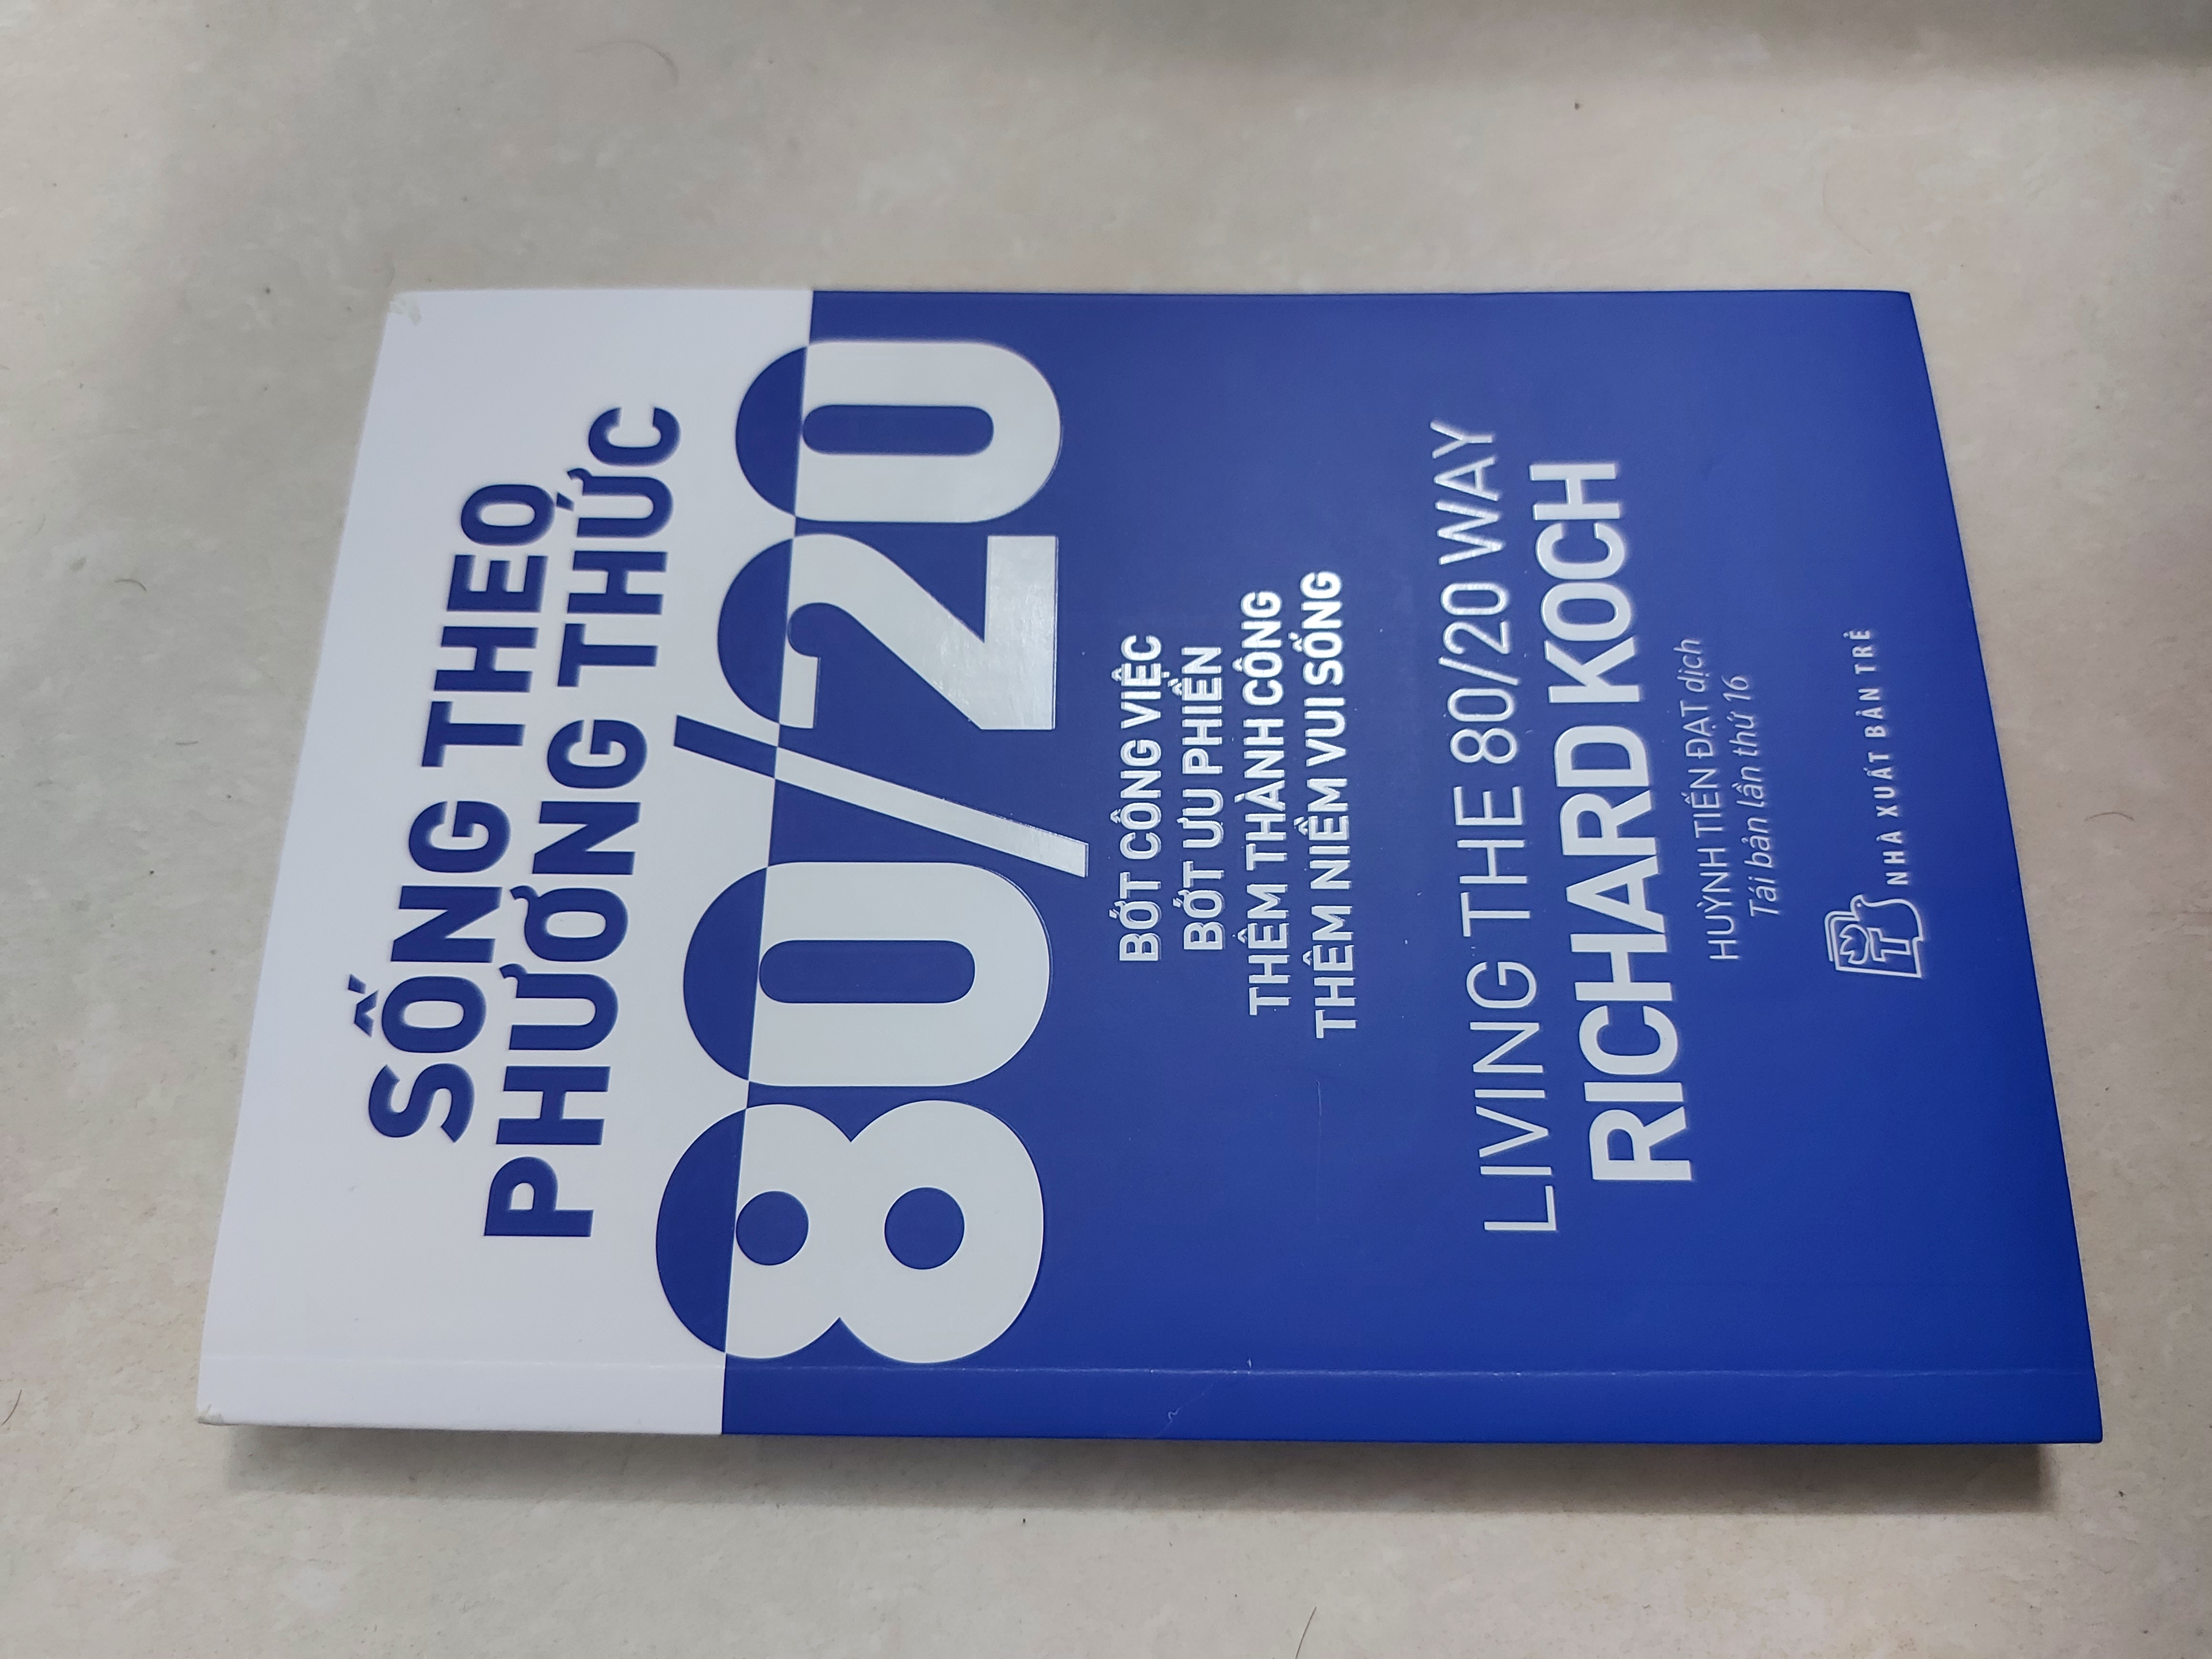 SỐNG THEO
PHƯƠNG THỨC
80/20
BỚT CÔNG VIỆC
BỚT ƯU PHIỀN
THÊM THÀNH CÔNG
THÊM NIỀM VUI SỐNG
LIVING THE 80/20 WAY
RICHARD KOCH
HUỲNH TIẾN ĐẠT dịch
Tái bản lần thứ 16
NHÀ XUẤT BẢN TRẺ